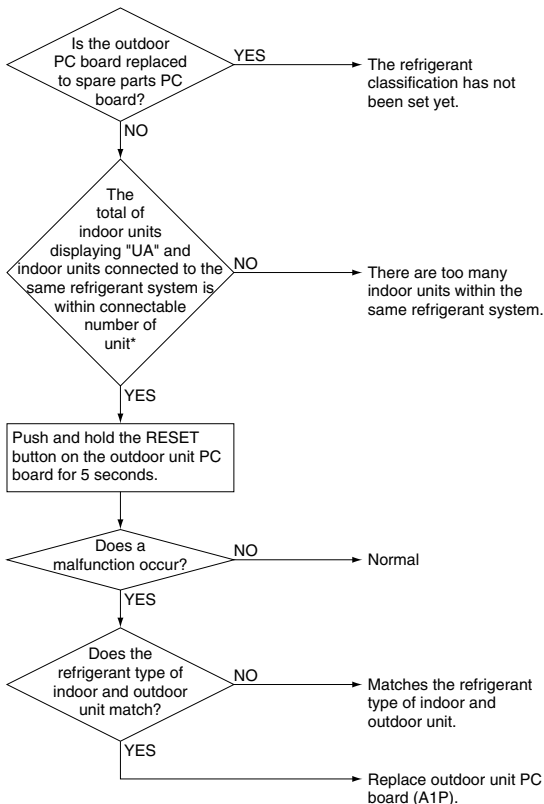 Is the outdoor
PC board replaced
to spare parts PC
board?
YES
The refrigerant
classification has not
been set yet.
NO
The
total of
indoor units
displaying "UA" and
indoor units connected to the
same refrigerant system is
within connectable
number of
unit*
NO
There are too many
indoor units within the
same refrigerant system.
YES
Push and hold the RESET
button on the outdoor unit PC
board for 5 seconds.
Does a
malfunction occur?
NO
Normal
YES
Does the
refrigerant type of
indoor and outdoor
unit match?
NO
Matches the refrigerant
type of indoor and
outdoor unit.
YES
Replace outdoor unit PC
board (A1P).